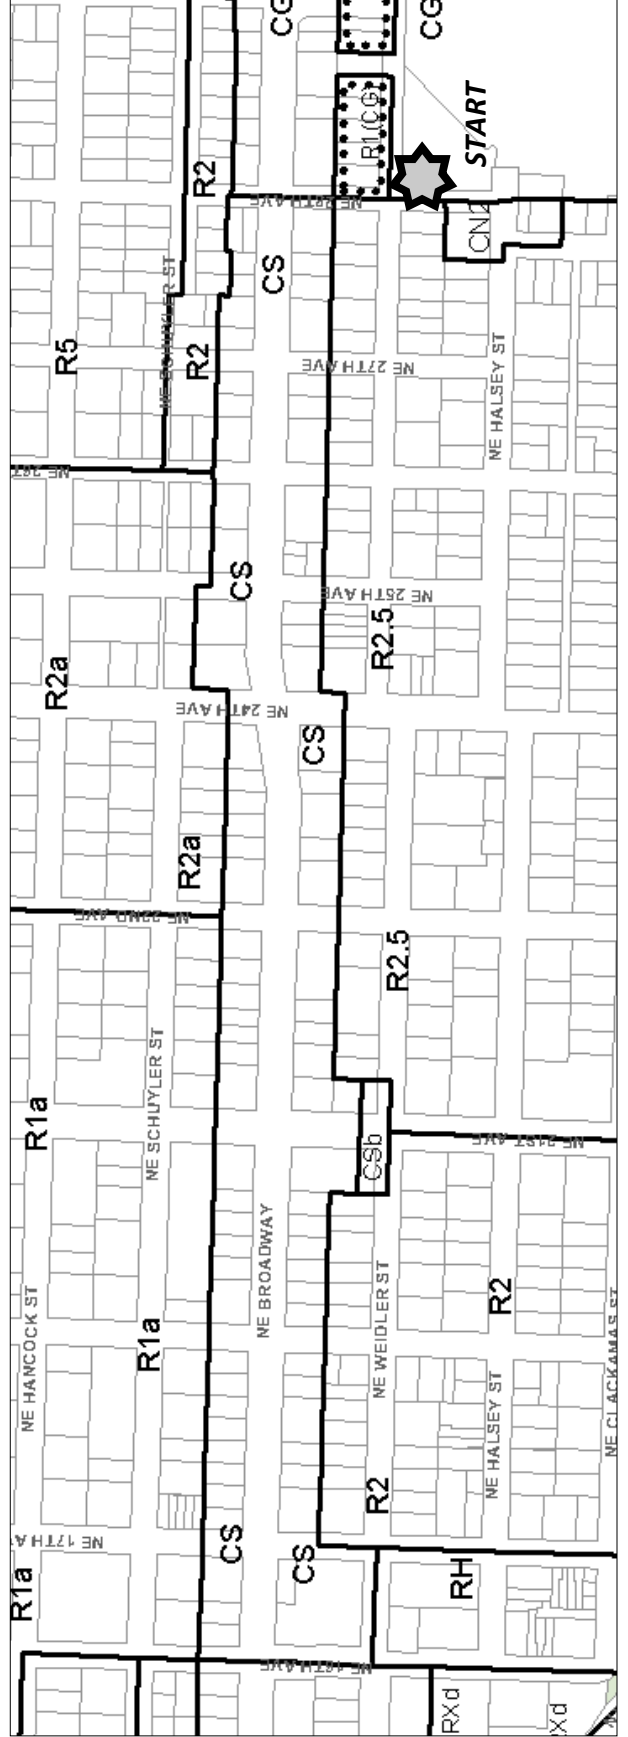 CG
CG
R1(CG)
START
R2
NE 28TH AVE
CN2
CS
NE SCHUYLER ST
R5
R2
NE 27TH AVE
NE HALSEY ST
NE 26T
CS
NE 25TH AVE
R2.5
R2a
NE 24TH AVE
CS
R2a
NE 22ND AVE
R2.5
R1a
NE SCHUYLER ST
CSb
NE 21ST AVE
NE BROADWAY
NE WEIDLER ST
R2
NE HANCOCK ST
R1a
NE HALSEY ST
NE CLACKAMAS ST
R2
NE 17TH A
CS
CS
R1a
RH
NE 16TH AVE
RXd
RXd